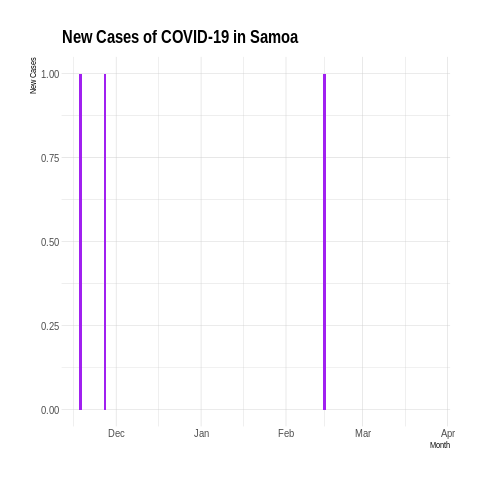 New Cases of COVID-19 in Samoa
New Cases
1.00
0.75
0.50
0.25
0.00
Dec Jan Feb Mar Apr
Month